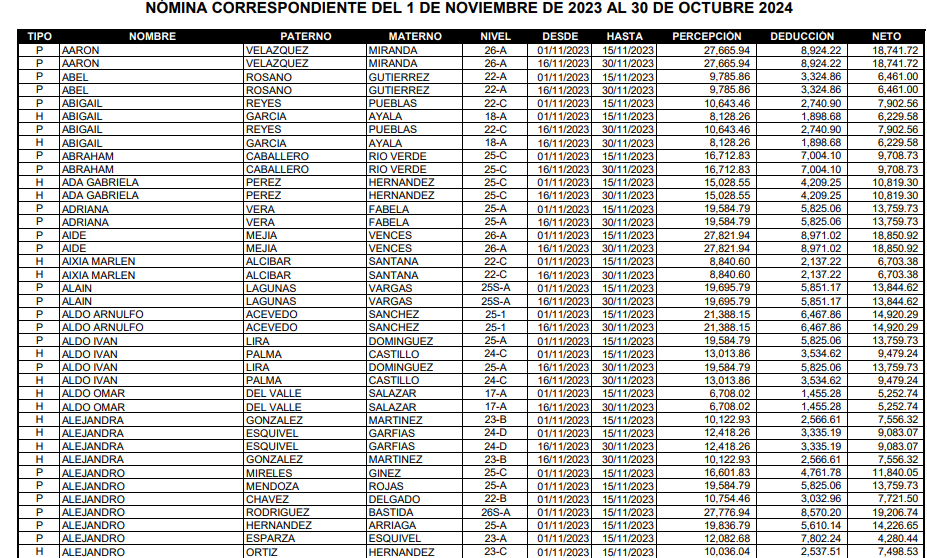 NÓMINA CORRESPONDIENTE DEL 1 DE NOVIEMBRE DE 2023 AL 30 DE OCTUBRE 2024
TIPO NOMBRE PATERNO MATERNO NIVEL DESDE HASTA PERCEPCIÓN DEDUCCIÓN NETO
P AARON VELAZQUEZ MIRANDA 26-A 01/11/2023 15/11/2023 27,665.94 8,924.22 18,741.72
P AARON VELAZQUEZ MIRANDA 26-A 16/11/2023 30/11/2023 27,665.94 8,924.22 18,741.72
P ABEL ROSANO GUTIERREZ 22-A 01/11/2023 15/11/2023 9,785.86 3,324.86 6,461.00
P ABEL ROSANO GUTIERREZ 22-A 16/11/2023 30/11/2023 9,785.86 3,324.86 6,461.00
P ABIGAIL REYES PUEBLAS 22-C 01/11/2023 15/11/2023 10,643.46 2,740.90 7,902.56
H ABIGAIL GARCIA AYALA 18-A 01/11/2023 15/11/2023 8,128.26 1,898.68 6,229.58
P ABIGAIL REYES PUEBLAS 22-C 16/11/2023 30/11/2023 10,643.46 2,740.90 7,902.56
H ABIGAIL GARCIA AYALA 18-A 16/11/2023 30/11/2023 8,128.26 1,898.68 6,229.58
P ABRAHAM CABALLERO RIO VERDE 25-C 01/11/2023 15/11/2023 16,712.83 7,004.10 9,708.73
P ABRAHAM CABALLERO RIO VERDE 25-C 16/11/2023 30/11/2023 16,712.83 7,004.10 9,708.73
H ADA GABRIELA PEREZ HERNANDEZ 25-C 01/11/2023 15/11/2023 15,028.55 4,209.25 10,819.30
H ADA GABRIELA PEREZ HERNANDEZ 25-C 16/11/2023 30/11/2023 15,028.55 4,209.25 10,819.30
P ADRIANA VERA FABELA 25-A 01/11/2023 15/11/2023 19,584.79 5,825.06 13,759.73
P ADRIANA VERA FABELA 25-A 16/11/2023 30/11/2023 19,584.79 5,825.06 13,759.73
P AIDE MEJIA VENCES 26-A 01/11/2023 15/11/2023 27,821.94 8,971.02 18,850.92
P AIDE MEJIA VENCES 26-A 16/11/2023 30/11/2023 27,821.94 8,971.02 18,850.92
H AIXIA MARLEN ALCIBAR SANTANA 22-C 01/11/2023 15/11/2023 8,840.60 2,137.22 6,703.38
H AIXIA MARLEN ALCIBAR SANTANA 22-C 16/11/2023 30/11/2023 8,840.60 2,137.22 6,703.38
P ALAIN LAGUNAS VARGAS 25S-A 01/11/2023 15/11/2023 19,695.79 5,851.17 13,844.62
P ALAIN LAGUNAS VARGAS 25S-A 16/11/2023 30/11/2023 19,695.79 5,851.17 13,844.62
P ALDO ARNULFO ACEVEDO SANCHEZ 25-1 01/11/2023 15/11/2023 21,388.15 6,467.86 14,920.29
P ALDO ARNULFO ACEVEDO SANCHEZ 25-1 16/11/2023 30/11/2023 21,388.15 6,467.86 14,920.29
P ALDO IVAN LIRA DOMINGUEZ 25-A 01/11/2023 15/11/2023 19,584.79 5,825.06 13,759.73
H ALDO IVAN PALMA CASTILLO 24-C 01/11/2023 15/11/2023 13,013.86 3,534.62 9,479.24
P ALDO IVAN LIRA DOMINGUEZ 25-A 16/11/2023 30/11/2023 19,584.79 5,825.06 13,759.73
H ALDO IVAN PALMA CASTILLO 24-C 16/11/2023 30/11/2023 13,013.86 3,534.62 9,479.24
H ALDO OMAR DEL VALLE SALAZAR 17-A 01/11/2023 15/11/2023 6,708.02 1,455.28 5,252.74
H ALDO OMAR DEL VALLE SALAZAR 17-A 16/11/2023 30/11/2023 6,708.02 1,455.28 5,252.74
H ALEJANDRA GONZALEZ MARTINEZ 23-B 01/11/2023 15/11/2023 10,122.93 2,566.61 7,556.32
H ALEJANDRA ESQUIVEL GARFIAS 24-D 01/11/2023 15/11/2023 12,418.26 3,335.19 9,083.07
H ALEJANDRA ESQUIVEL GARFIAS 24-D 16/11/2023 30/11/2023 12,418.26 3,335.19 9,083.07
H ALEJANDRA GONZALEZ MARTINEZ 23-B 16/11/2023 30/11/2023 10,122.93 2,566.61 7,556.32
P ALEJANDRO MIRELES GINEZ 25-C 01/11/2023 15/11/2023 16,601.83 4,761.78 11,840.05
P ALEJANDRO MENDOZA ROJAS 25-A 01/11/2023 15/11/2023 19,584.79 5,825.06 13,759.73
P ALEJANDRO CHAVEZ DELGADO 22-B 01/11/2023 15/11/2023 10,754.46 3,032.96 7,721.50
P ALEJANDRO RODRIGUEZ BASTIDA 26S-A 01/11/2023 15/11/2023 27,776.94 8,570.20 19,206.74
P ALEJANDRO HERNANDEZ ARRIAGA 25-A 01/11/2023 15/11/2023 19,836.79 5,610.14 14,226.65
P ALEJANDRO ESPARZA ESQUIVEL 23-A 01/11/2023 15/11/2023 12,082.68 7,802.24 4,280.44
H ALEJANDRO ORTIZ HERNANDEZ 23-C 01/11/2023 15/11/2023 10,036.04 2,537.51 7,498.53